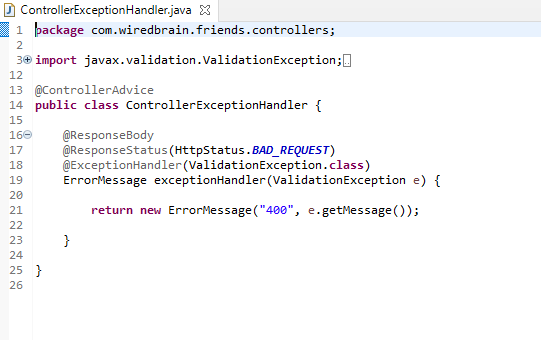 ControllerExceptionHandler.java
1 package com.wiredbrain.friends.controllers;
2
3 import javax.validation.ValidationException;
12
13 @ControllerAdvice
14 public class ControllerExceptionHandler {
15
16 @ResponseBody
17 @ResponseStatus(HttpStatus.BAD_REQUEST)
18 @ExceptionHandler(ValidationException.class)
19 ErrorMessage exceptionHandler(ValidationException e) {
20
21 return new ErrorMessage("400", e.getMessage());
22
23 }
24
25 }
26